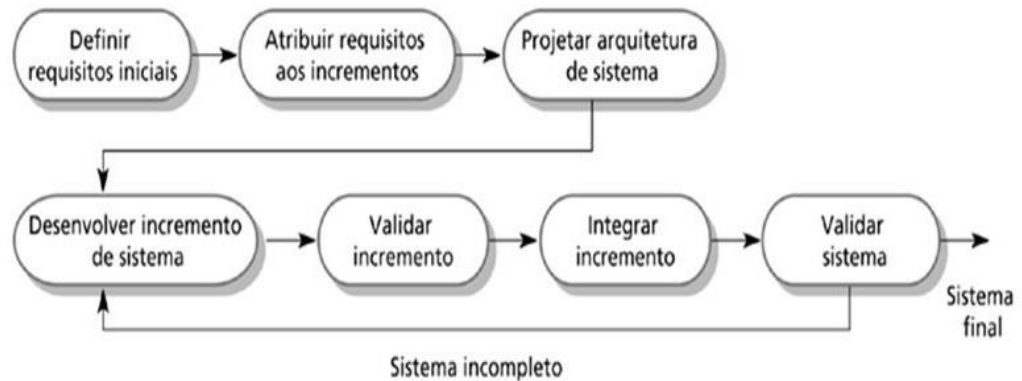 Definir
requisitos iniciais
Atribuir requisitos
aos incrementos
Projetar arquitetura
de sistema
Desenvolver incremento
de sistema
Validar
incremento
Integrar
incremento
Validar
sistema
Sistema
final
Sistema incompleto